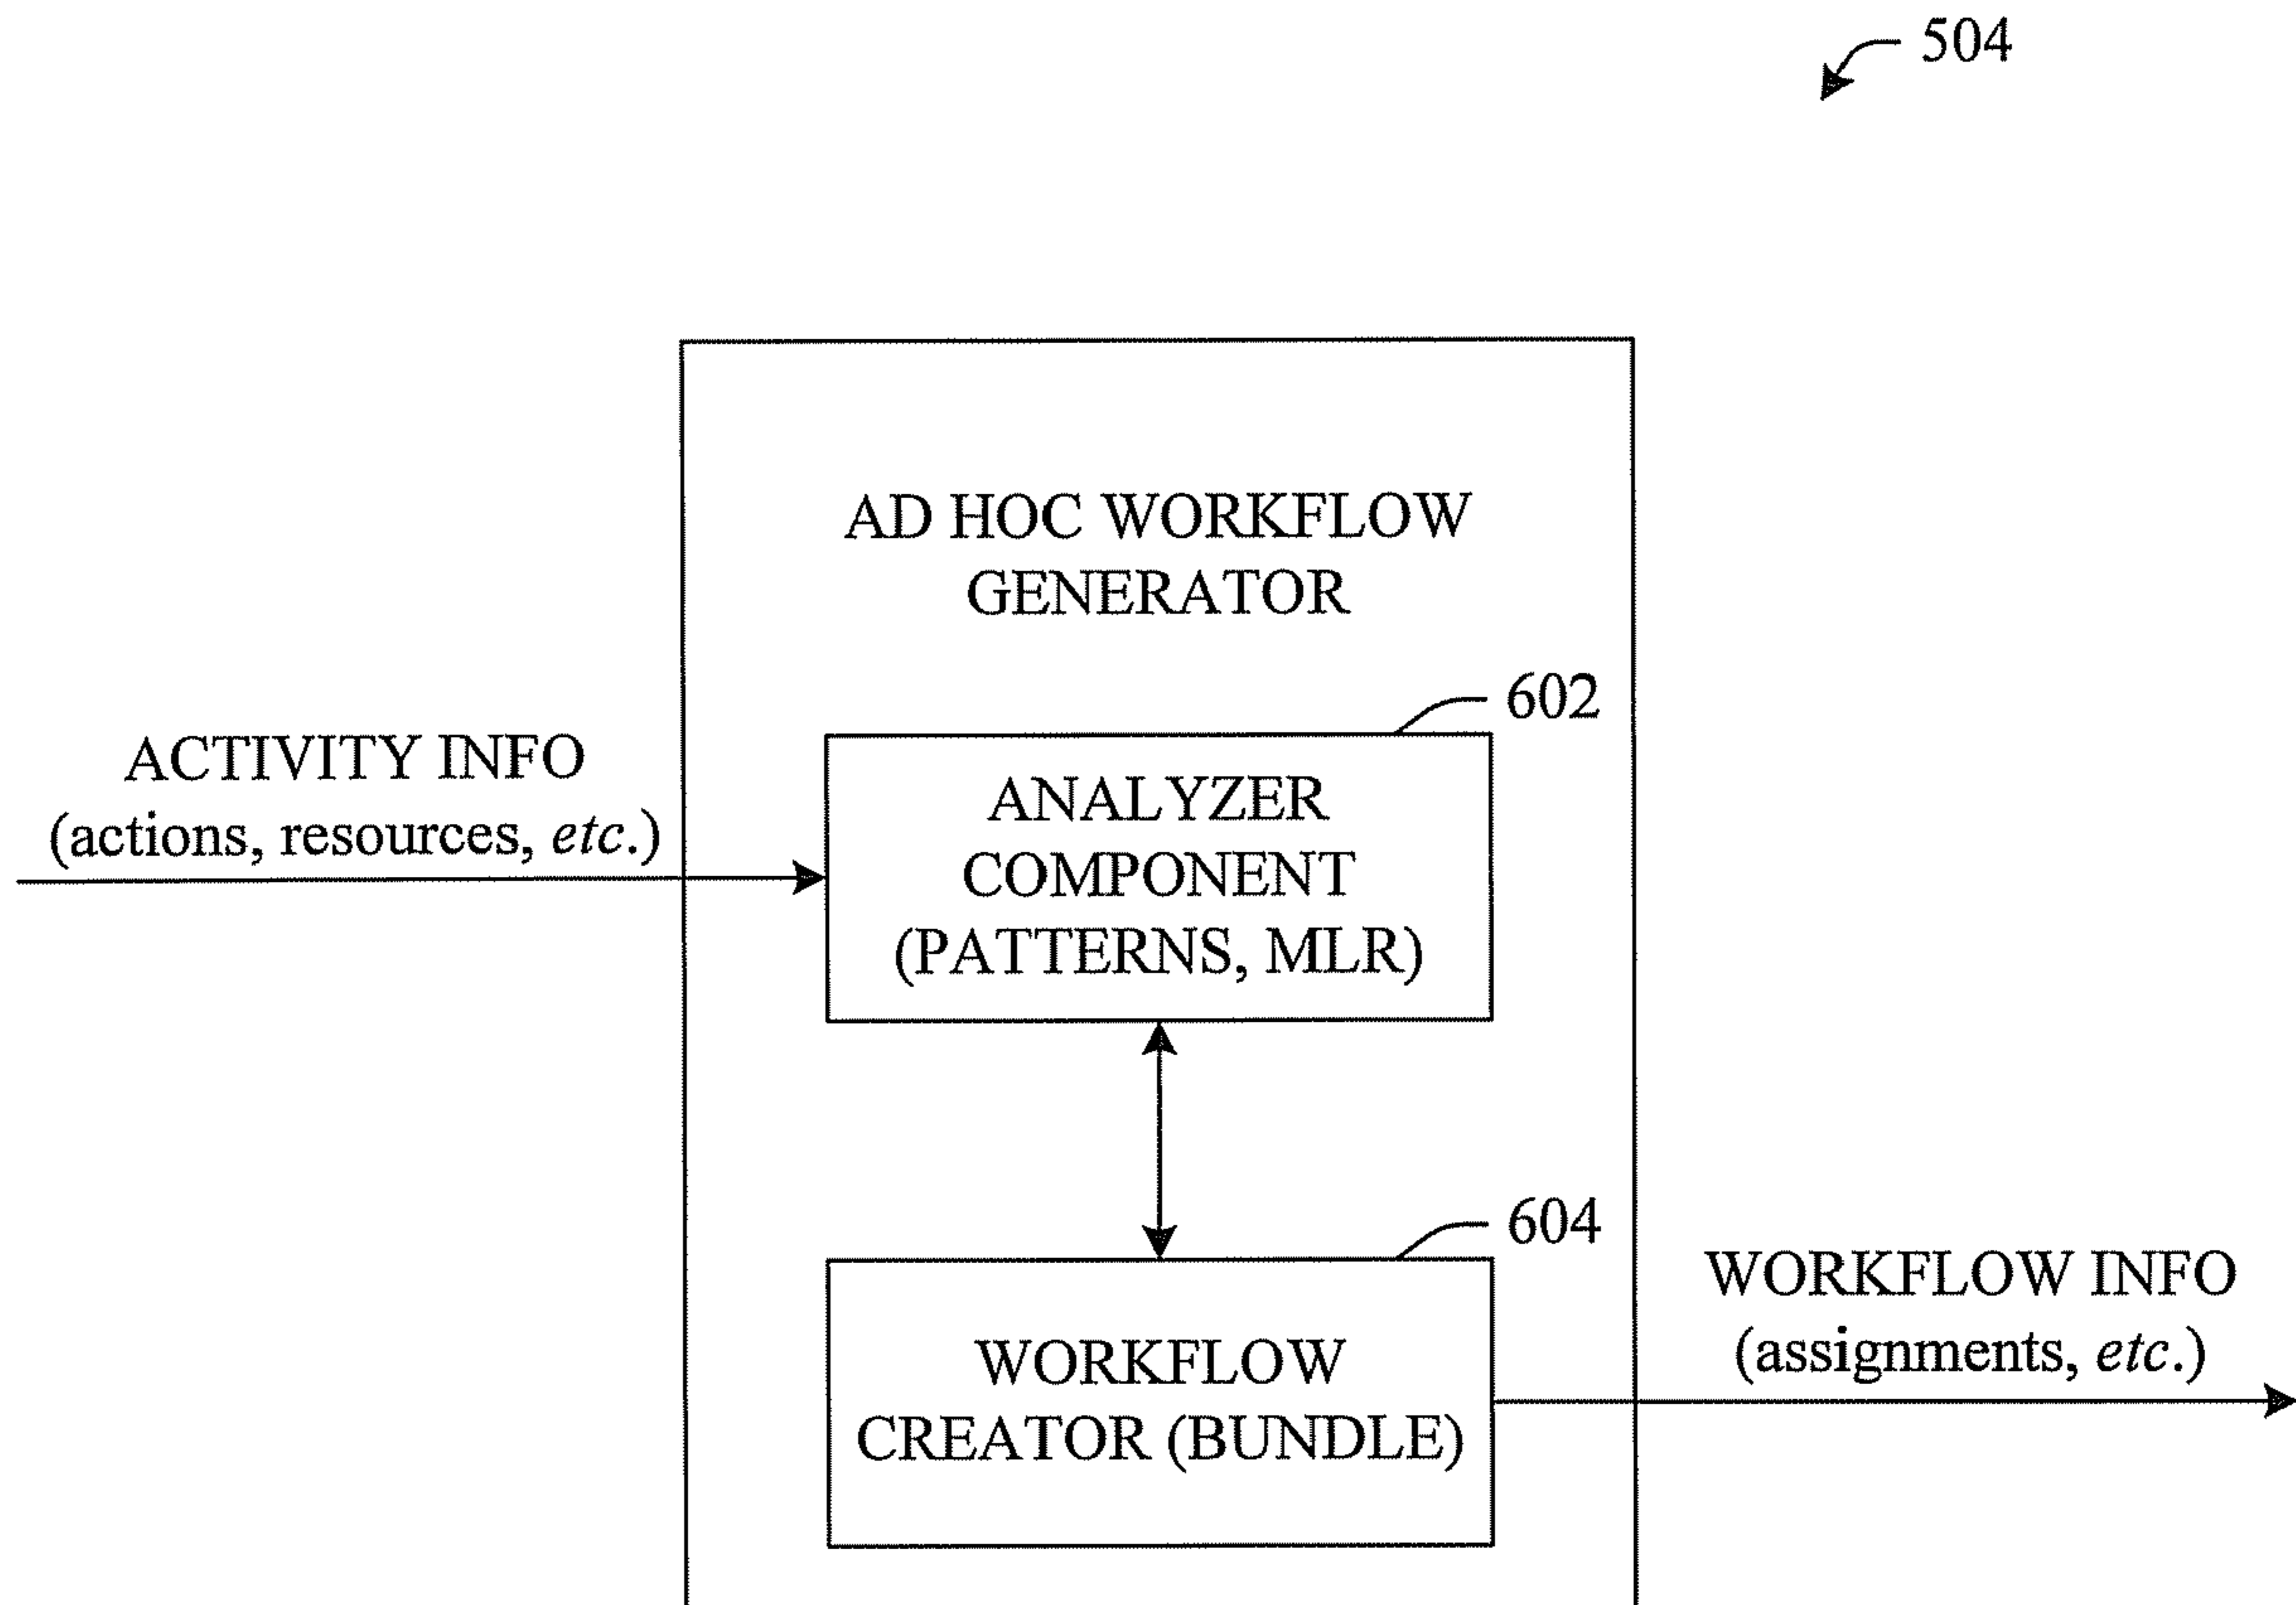 504
AD HOC WORKFLOW
GENERATOR
602
ACTIVITY INFO
(actions, resources, etc.)
ANALYZER
COMPONENT
(PATTERNS, MLR)
604
WORKFLOW INFO
(assignments, etc.)
WORKFLOW
CREATOR (BUNDLE)